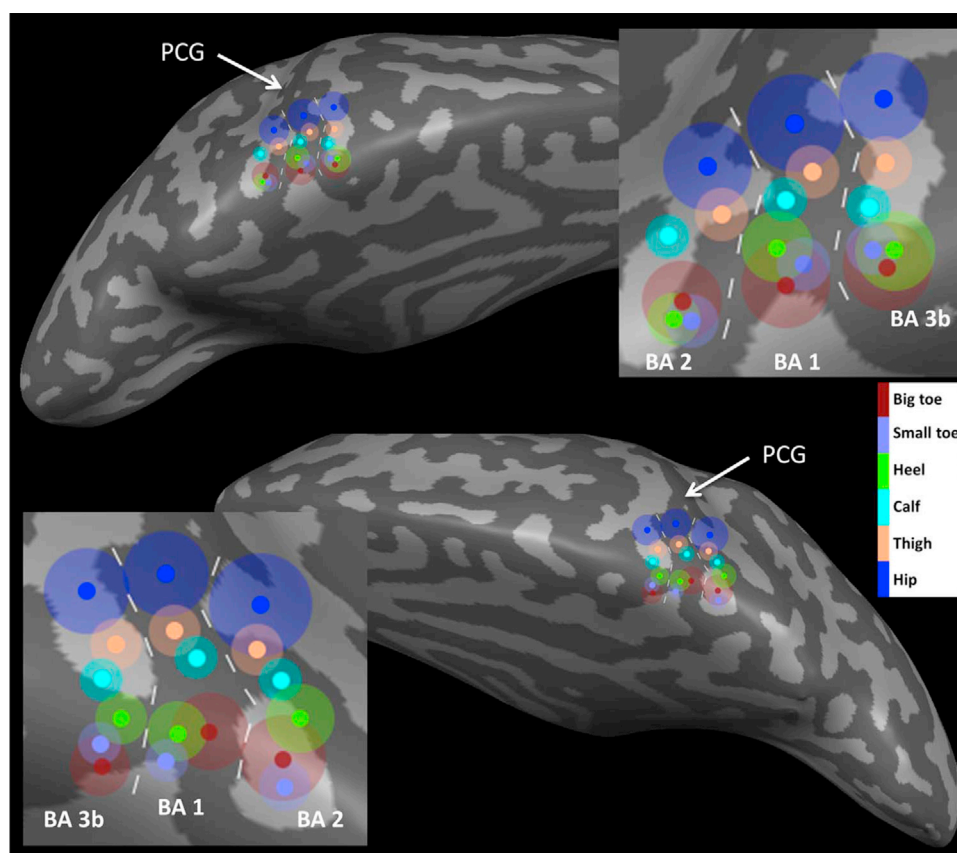 PCG
BA 2
BA 1
BA 3b
Big toe
Small toe
Heel
Calf
Thigh
Hip
PCG
BA 3b
BA 1
BA 2